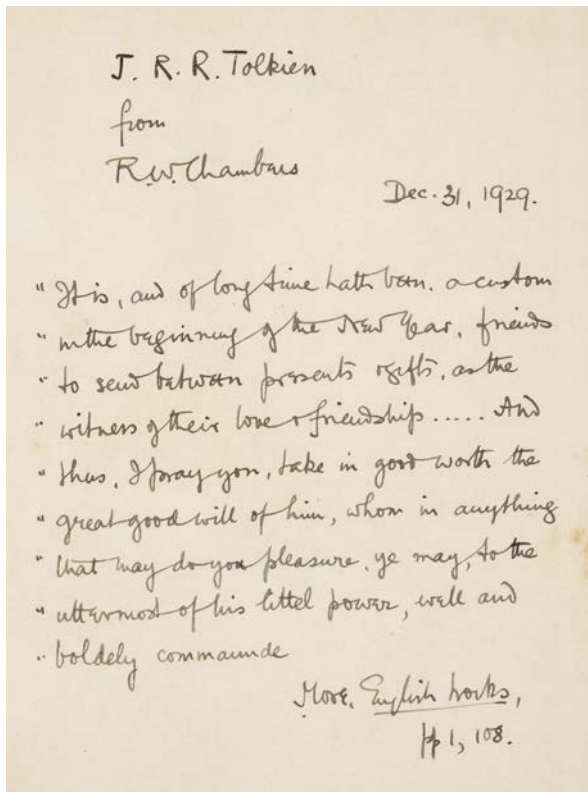 J. R. R. Tolkien
from
R.W. Chambers
Dec. 31, 1929.
" It is, and of long time hath been, a custom
" in the beginning of the New Year, friends
" to send between presents & gifts, as the
" witness of their love & friendship ..... And
" thus, I pray you, take in good worth the
" great good will of him, whom in anything
" that may do you pleasure, ye may, to the
" uttermost of his littel power, well and
" boldely commaunde
More, English Works,
pp 1, 108.